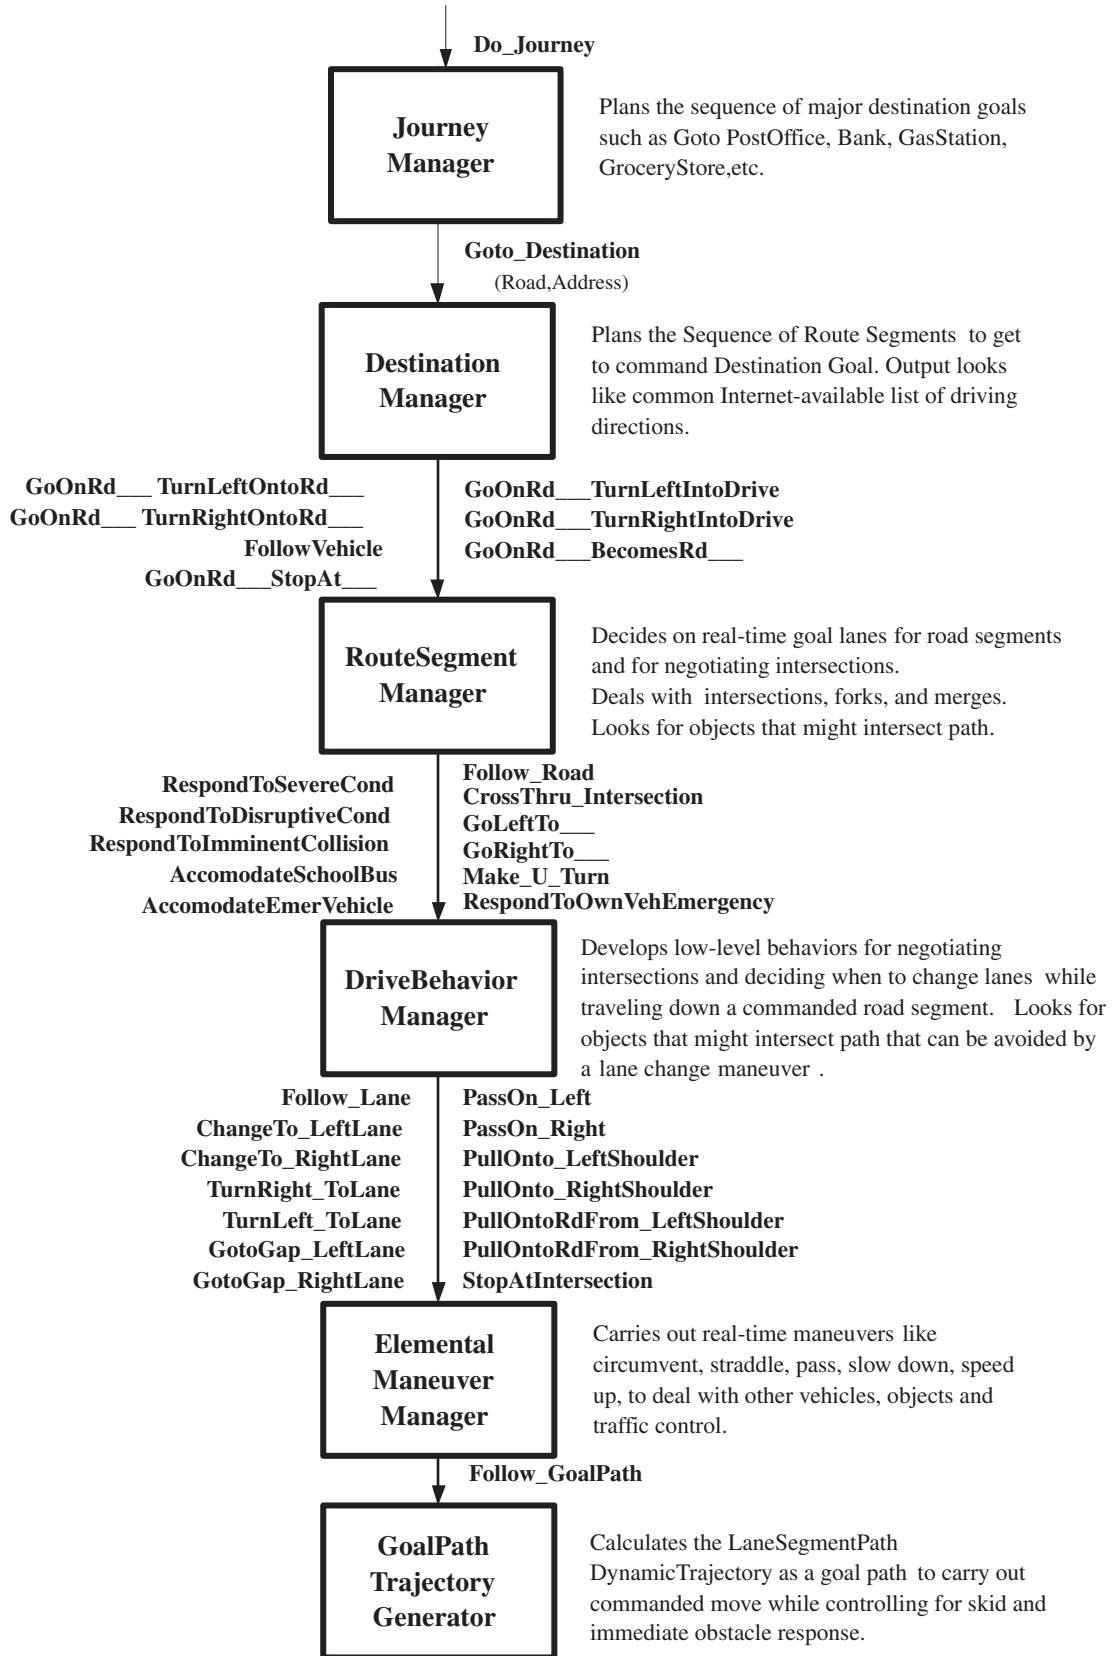 Do_Journey
Journey
Manager
Plans the sequence of major destination goals
such as Goto PostOffice, Bank, GasStation,
GroceryStore,etc.
Goto_Destination
(Road,Address)
Destination
Manager
Plans the Sequence of Route Segments to get
to command Destination Goal. Output looks
like common Internet-available list of driving
directions.
GoOnRd___ TurnLeftOntoRd___
GoOnRd___ TurnRightOntoRd___
FollowVehicle
GoOnRd___StopAt___
GoOnRd___TurnLeftIntoDrive
GoOnRd___TurnRightIntoDrive
GoOnRd___BecomesRd___
RouteSegment
Manager
Decides on real-time goal lanes for road segments
and for negotiating intersections.
Deals with intersections, forks, and merges.
Looks for objects that might intersect path.
RespondToSevereCond
RespondToDisruptiveCond
RespondToImminentCollision
AccomodateSchoolBus
AccomodateEmerVehicle
Follow_Road
CrossThru_Intersection
GoLeftTo___
GoRightTo___
Make_U_Turn
RespondToOwnVehEmergency
DriveBehavior
Manager
Develops low-level behaviors for negotiating
intersections and deciding when to change lanes while
traveling down a commanded road segment. Looks for
objects that might intersect path that can be avoided by
a lane change maneuver .
Follow_Lane
ChangeTo_LeftLane
ChangeTo_RightLane
TurnRight_ToLane
TurnLeft_ToLane
GotoGap_LeftLane
GotoGap_RightLane
PassOn_Left
PassOn_Right
PullOnto_LeftShoulder
PullOnto_RightShoulder
PullOntoRdFrom_LeftShoulder
PullOntoRdFrom_RightShoulder
StopAtIntersection
Elemental
Maneuver
Manager
Carries out real-time maneuvers like
circumvent, straddle, pass, slow down, speed
up, to deal with other vehicles, objects and
traffic control.
Follow_GoalPath
GoalPath
Trajectory
Generator
Calculates the LaneSegmentPath
DynamicTrajectory as a goal path to carry out
commanded move while controlling for skid and
immediate obstacle response.